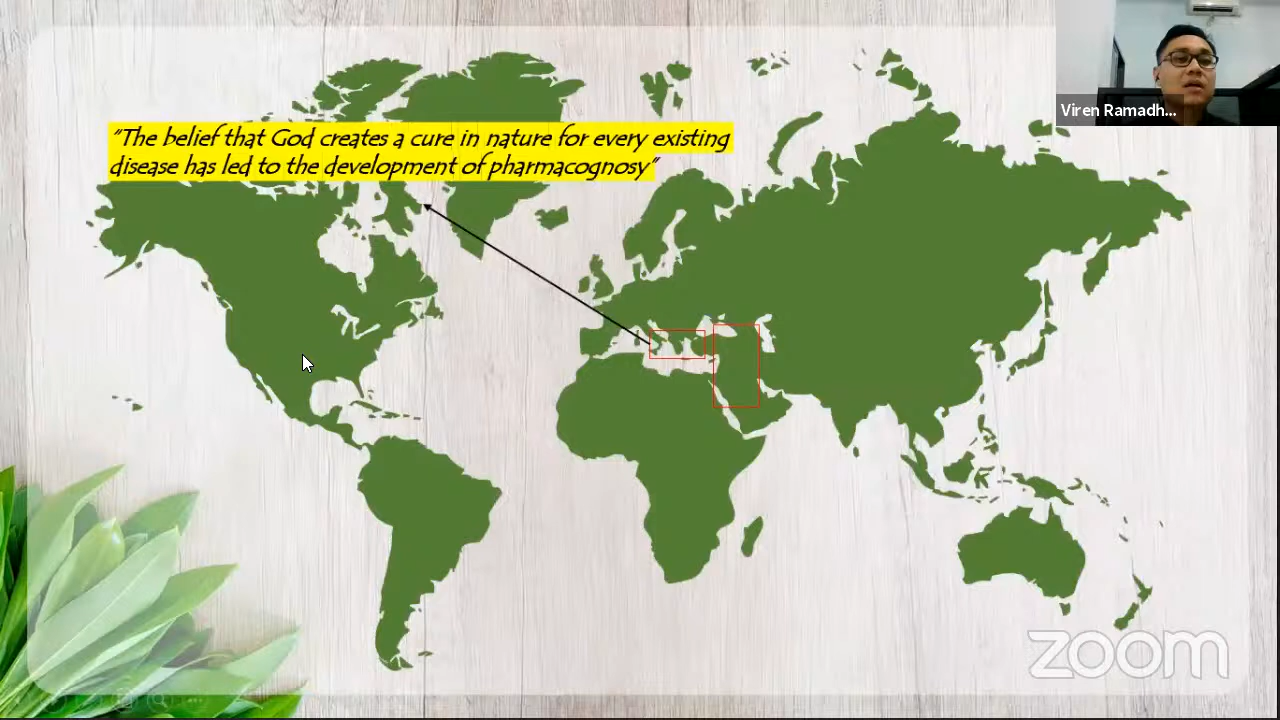 "The belief that God creates a cure in nature for every existing
disease has led to the development of pharmacognosy"
Viren Ramadh...
zoom